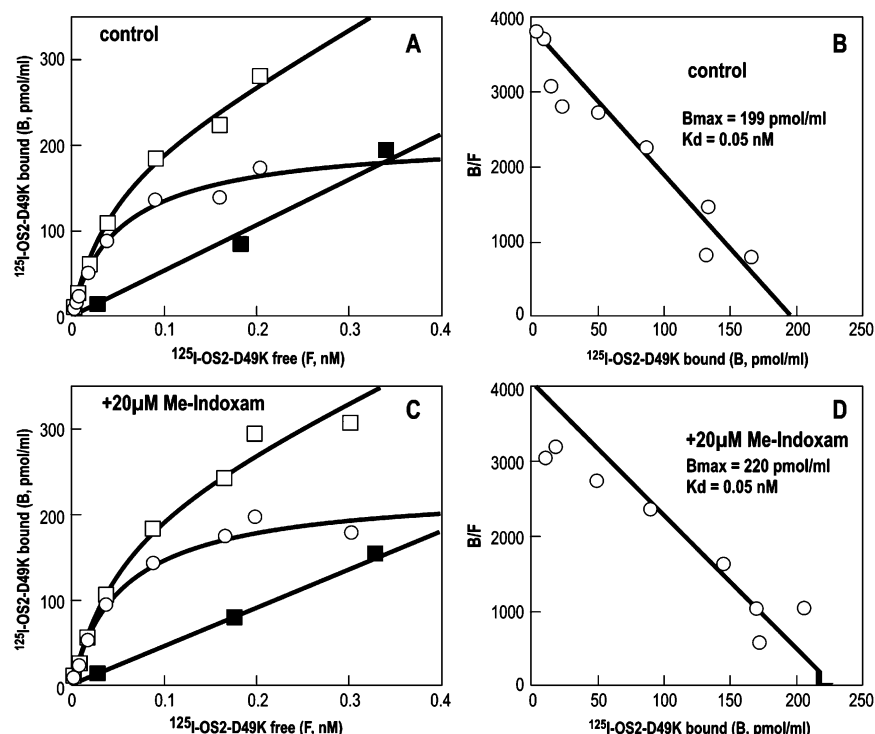 control
A
300
200
100
0
0
0.1
0.2
0.3
0.4
125I-OS2-D49K bound (B, pmol/ml)
125I-OS2-D49K free (F, nM)
B
control
Bmax = 199 pmol/ml
Kd = 0.05 nM
4000
3000
2000
1000
0
0
50
100
150
200
250
B/F
125I-OS2-D49K bound (B, pmol/ml)
+20µM Me-Indoxam
C
300
200
100
0
0
0.1
0.2
0.3
0.4
125I-OS2-D49K bound (B, pmol/ml)
125I-OS2-D49K free (F, nM)
D
+20µM Me-Indoxam
Bmax = 220 pmol/ml
Kd = 0.05 nM
4000
3000
2000
1000
0
0
50
100
150
200
250
B/F
125I-OS2-D49K bound (B, pmol/ml)